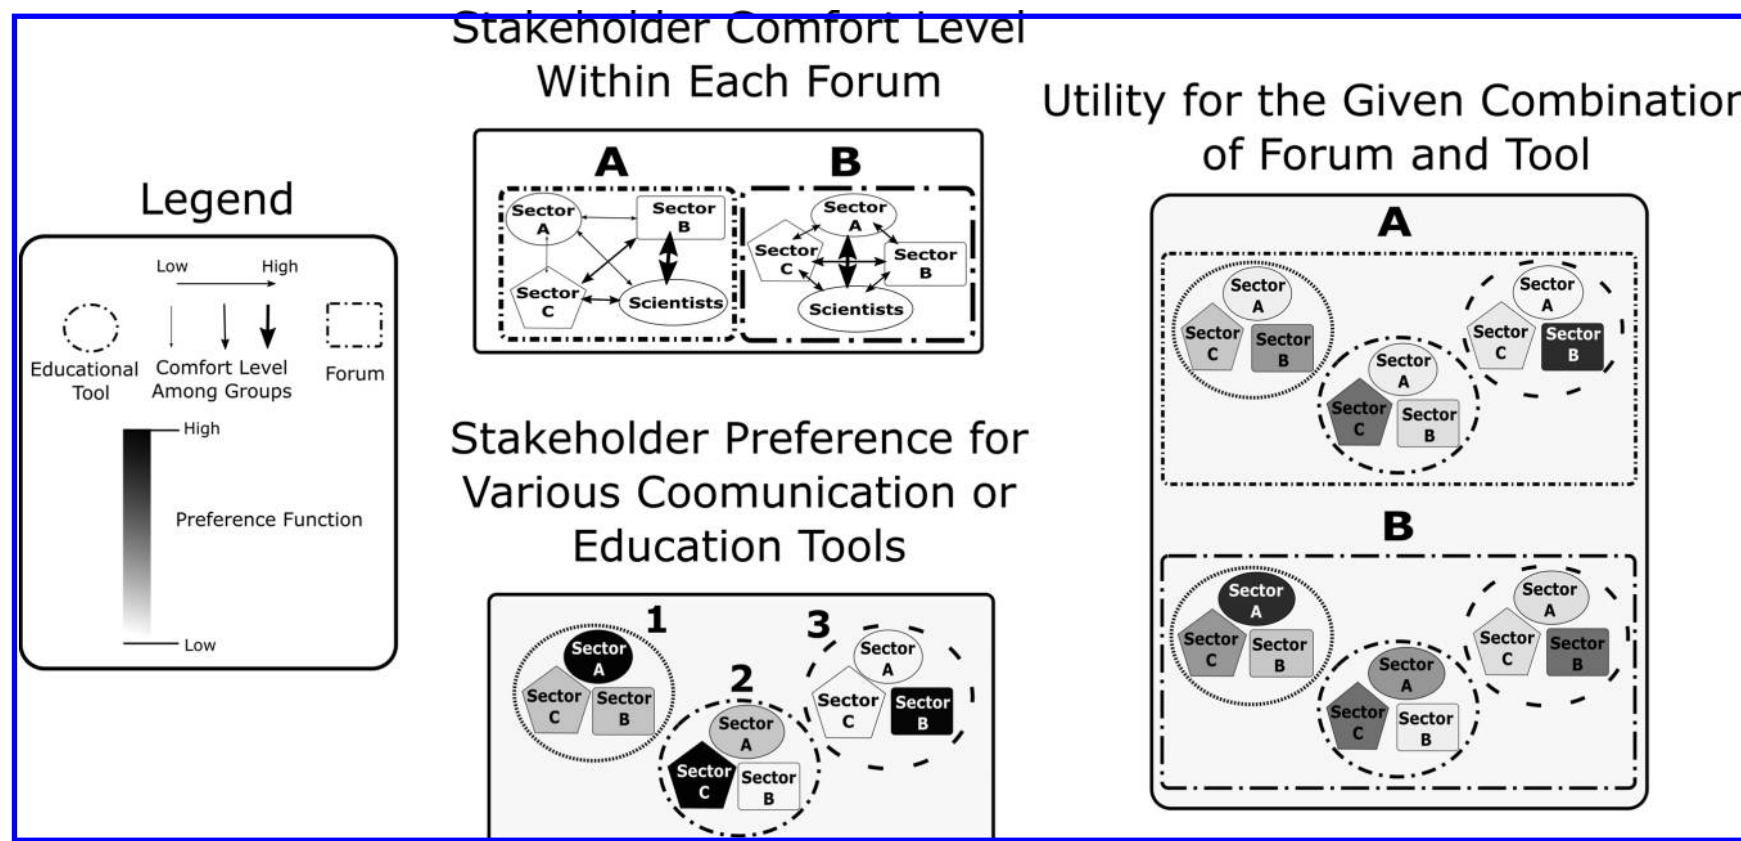 Stakeholder Comfort Level
Within Each Forum
Utility for the Given Combination
of Forum and Tool
Legend
Low
High
Educational
Tool
Comfort Level
Among Groups
Forum
High
Preference Function
Low
A
B
Sector
A
Sector
B
Sector
C
Scientists
Sector
A
Sector
C
Sector
B
Scientists
Stakeholder Preference for
Various Coomunication or
Education Tools
1
Sector
A
Sector
C
Sector
B
2
Sector
A
Sector
C
Sector
B
3
Sector
A
Sector
C
Sector
B
A
Sector
A
Sector
C
Sector
B
Sector
A
Sector
C
Sector
B
Sector
A
Sector
C
Sector
B
B
Sector
A
Sector
C
Sector
B
Sector
A
Sector
C
Sector
B
Sector
A
Sector
C
Sector
B